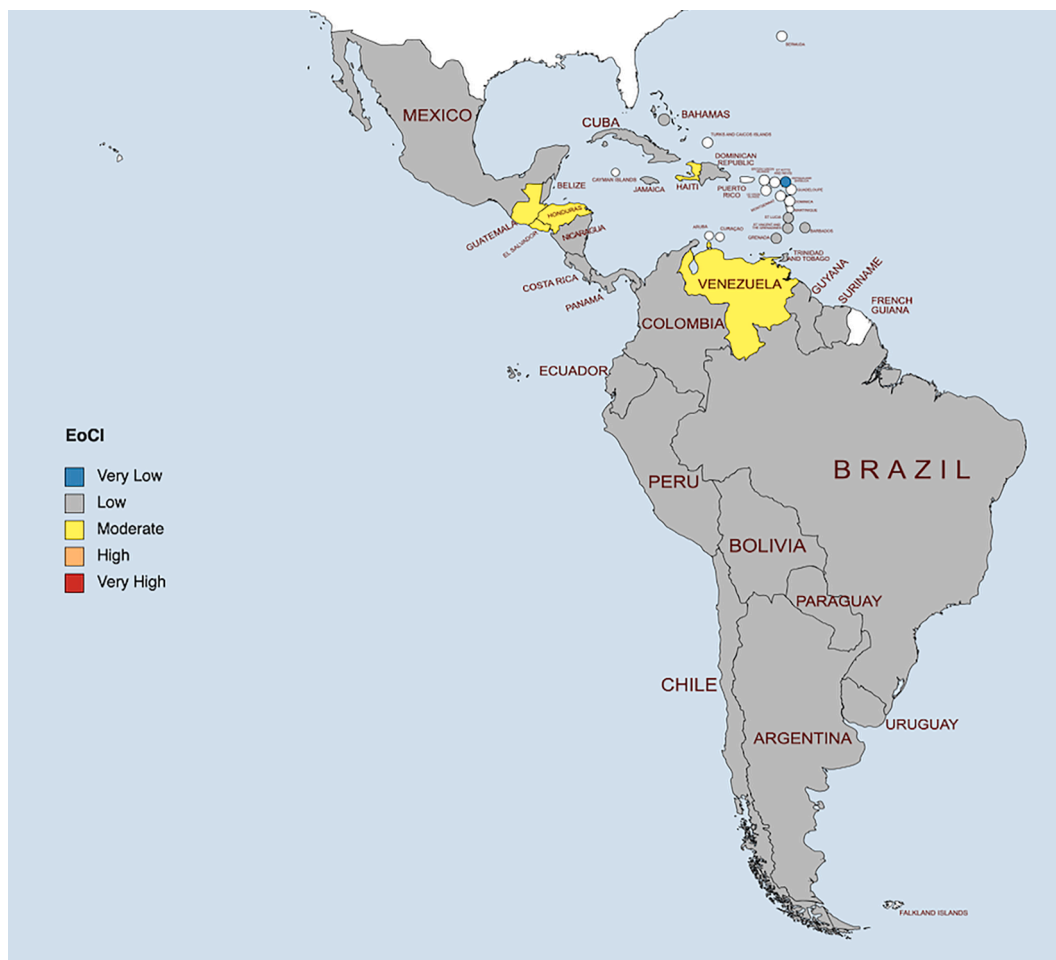 BERMUDA
MEXICO
CUBA
BAHAMAS
TURKS AND CAICOS ISLANDS
DOMINICAN
REPUBLIC
CAYMAN ISLANDS
JAMAICA
HAITI
PUERTO
RICO
BELIZE
GUADELOUPE
DOMINICA
MARTINIQUE
ST LUCIA
BARBADOS
GRENADA
GUATEMALA
HONDURAS
EL SALVADOR
NICARAGUA
ARUBA
CURAÇAO
TRINIDAD
AND TOBAGO
COSTA RICA
PANAMA
VENEZUELA
GUYANA
SURINAME
FRENCH
GUIANA
COLOMBIA
ECUADOR
EoCI
Very Low
Low
Moderate
High
Very High
BRAZIL
PERU
BOLIVIA
PARAGUAY
CHILE
URUGUAY
ARGENTINA
FALKLAND ISLANDS